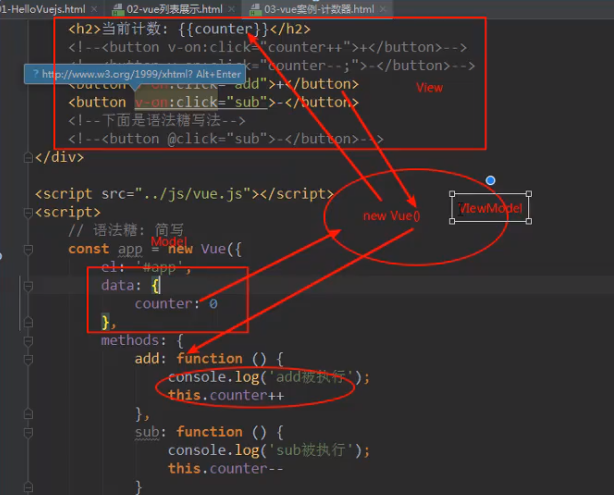 01-HelloVuejs.html × 02-vue列表展示.html × 03-vue案例-计数器.html ×
<h2>当前计数: {{counter}}</h2>
<!--<button v-on:click="counter++">+</button>-->
click="counter--;">-</button>-->
? http://www.w3.org/1999/xhtml? Alt+Enter
<button click="add">+</button>
View
<button v-on:click="sub">-</button>
<!--下面是语法糖写法-->
<!--<button @click="sub">-</button>-->
</div>
<script src="../js/vue.js"></script>
<script>
new Vue()
ViewModel
// 语法糖: 简写
Model
const app = new Vue({
el: '#app',
data: {
counter: 0
},
methods: {
add: function () {
console.log('add被执行');
this.counter++
},
sub: function () {
console.log('sub被执行');
this.counter--
}